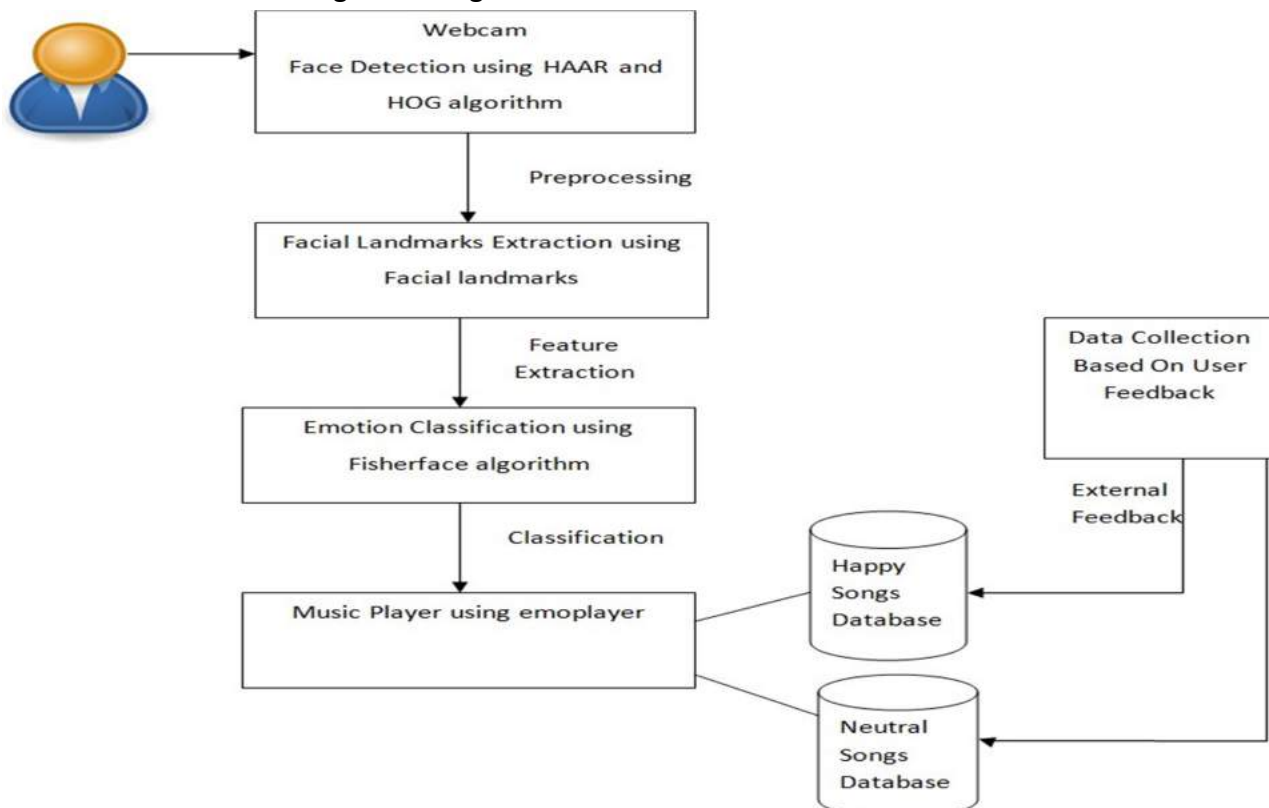 Webcam
Face Detection using HAAR and
HOG algorithm
Preprocessing
Facial Landmarks Extraction using
Facial landmarks
Feature
Extraction
Emotion Classification using
Fisherface algorithm
Classification
Music Player using emoplayer
Data Collection
Based On User
Feedback
External
Feedback
Happy
Songs
Database
Neutral
Songs
Database